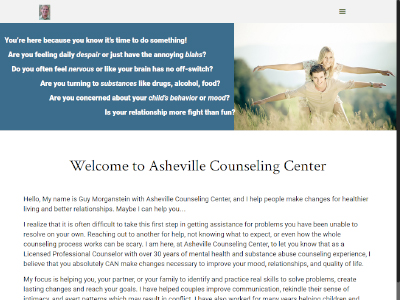 You're here because you know it's time to do something!
Are you feeling daily despair or just have the annoying blahs?
Do you often feel nervous or like your brain has no off-switch?
Are you turning to substances like drugs, alcohol, food?
Are you concerned about your child's behavior or mood?
Is your relationship more fight than fun?
Welcome to Asheville Counseling Center
Hello, My name is Guy Morganstein with Asheville Counseling Center, and I help people make changes for healthier
living and better relationships. Maybe I can help you...
I realize that it is often difficult to take this first step in getting assistance for problems you have been unable to
resolve on your own. Reaching out to another for help, not knowing what to expect, or even how the whole
counseling process works can be scary. I am here, at Asheville Counseling Center, to let you know that as a
Licensed Professional Counselor with over 30 years of mental health and substance abuse counseling experience, I
believe that you absolutely CAN make changes necessary to improve your mood, relationships, and quality of life.
My focus is helping you, your partner, or your family to identify and practice real skills to solve problems, create
lasting changes and reach your goals. I have helped couples improve communication, rekindle their sense of
intimacy, and avert patterns which may result in conflict. I have also worked for many years helping children and